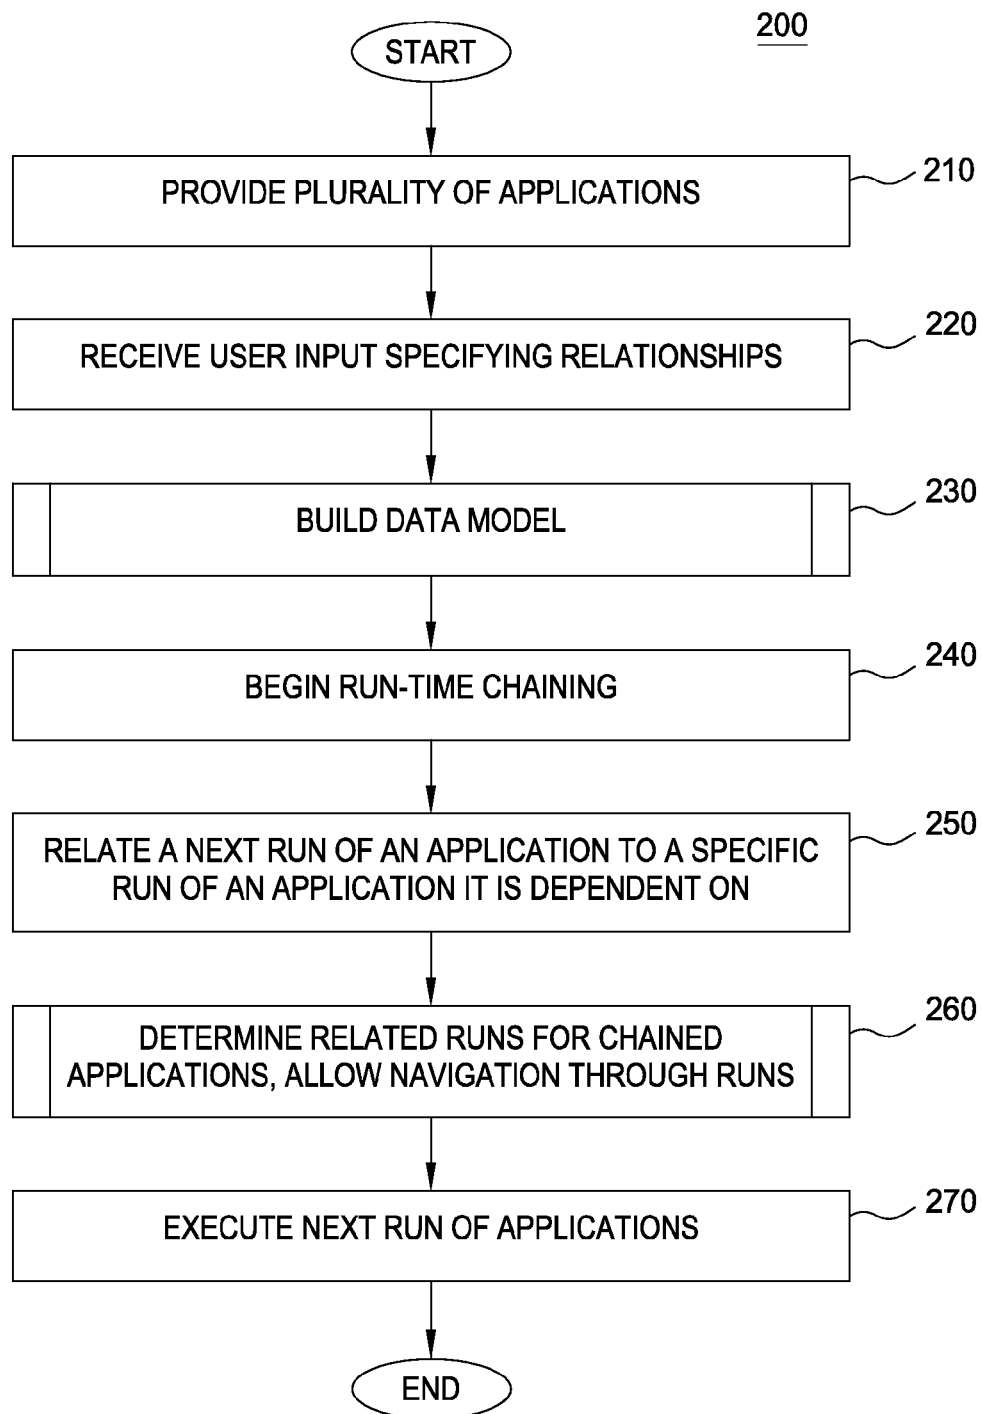 200
START
PROVIDE PLURALITY OF APPLICATIONS
210
RECEIVE USER INPUT SPECIFYING RELATIONSHIPS
220
BUILD DATA MODEL
230
BEGIN RUN-TIME CHAINING
240
RELATE A NEXT RUN OF AN APPLICATION TO A SPECIFIC
RUN OF AN APPLICATION IT IS DEPENDENT ON
250
DETERMINE RELATED RUNS FOR CHAINED
APPLICATIONS, ALLOW NAVIGATION THROUGH RUNS
260
EXECUTE NEXT RUN OF APPLICATIONS
270
END